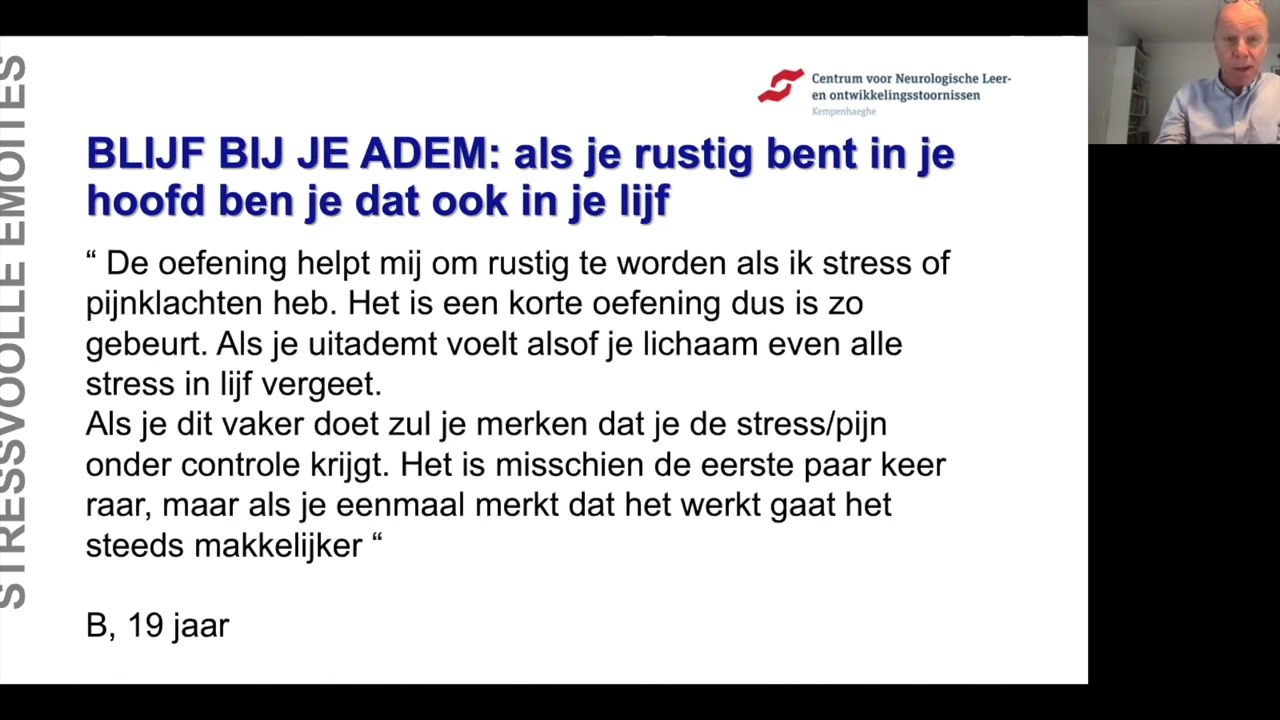 STRESSVOOLLE EMOITES
Centrum voor Neurologische Leer-
en ontwikkelingsstoornissen
Kempenhaeghe
BLIJF BIJ JE ADEM: als je rustig bent in je
hoofd ben je dat ook in je lijf
“ De oefening helpt mij om rustig te worden als ik stress of
pijnklachten heb. Het is een korte oefening dus is zo
gebeurt. Als je uitademt voelt alsof je lichaam even alle
stress in lijf vergeet.
Als je dit vaker doet zul je merken dat je de stress/pijn
onder controle krijgt. Het is misschien de eerste paar keer
raar, maar als je eenmaal merkt dat het werkt gaat het
steeds makkelijker “
B, 19 jaar